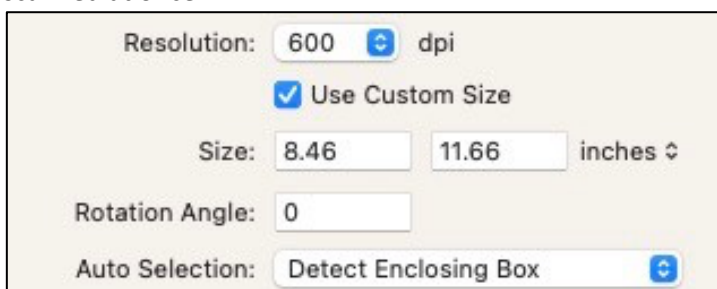 Resolution: 600 dpi
Use Custom Size
Size: 8.46 11.66 inches
Rotation Angle: 0
Auto Selection: Detect Enclosing Box